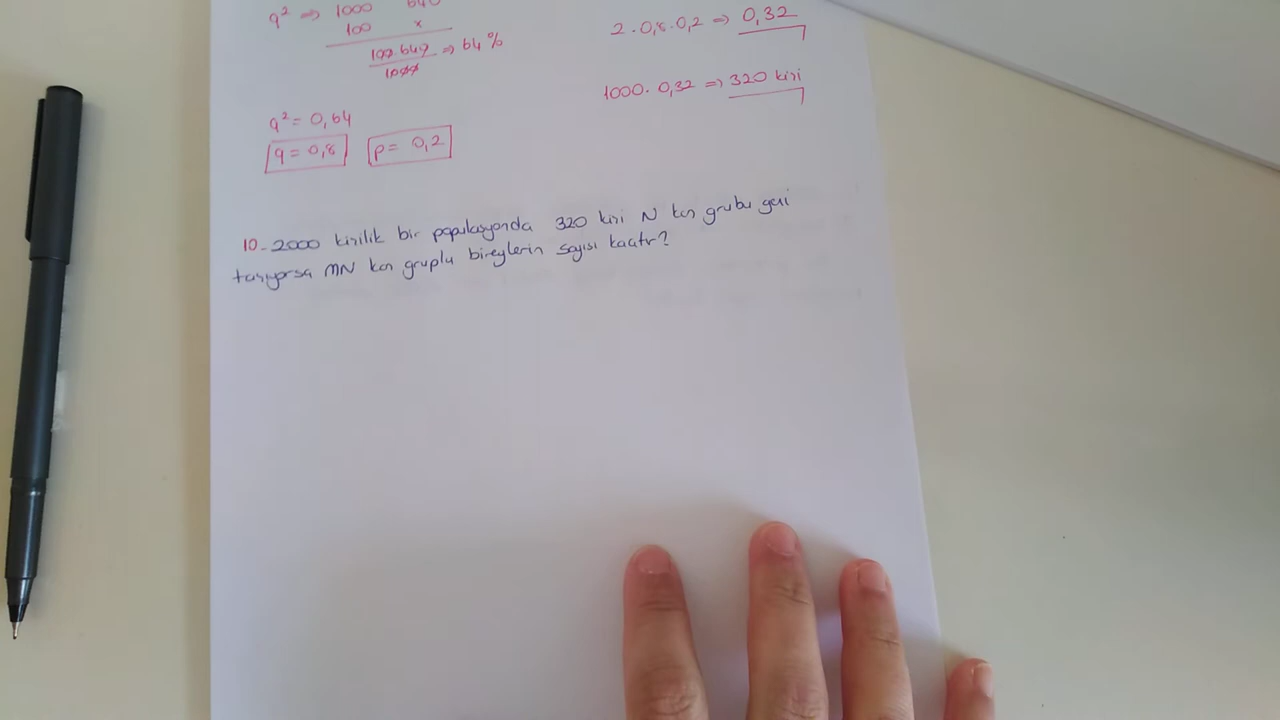 q² ⇒ 1000 640
100 x
100.640 ⇒ 64 %
1000
q² = 0,64
q = 0,8 p = 0,2
2.0,8.0,2 ⇒ 0,32
1000. 0,32 ⇒ 320 kişi
10-2000 kişilik bir populasyonda 320 kişi N kan grubu geni
taşıyorsa MN kan gruplu bireylerin sayısı kaçtır?